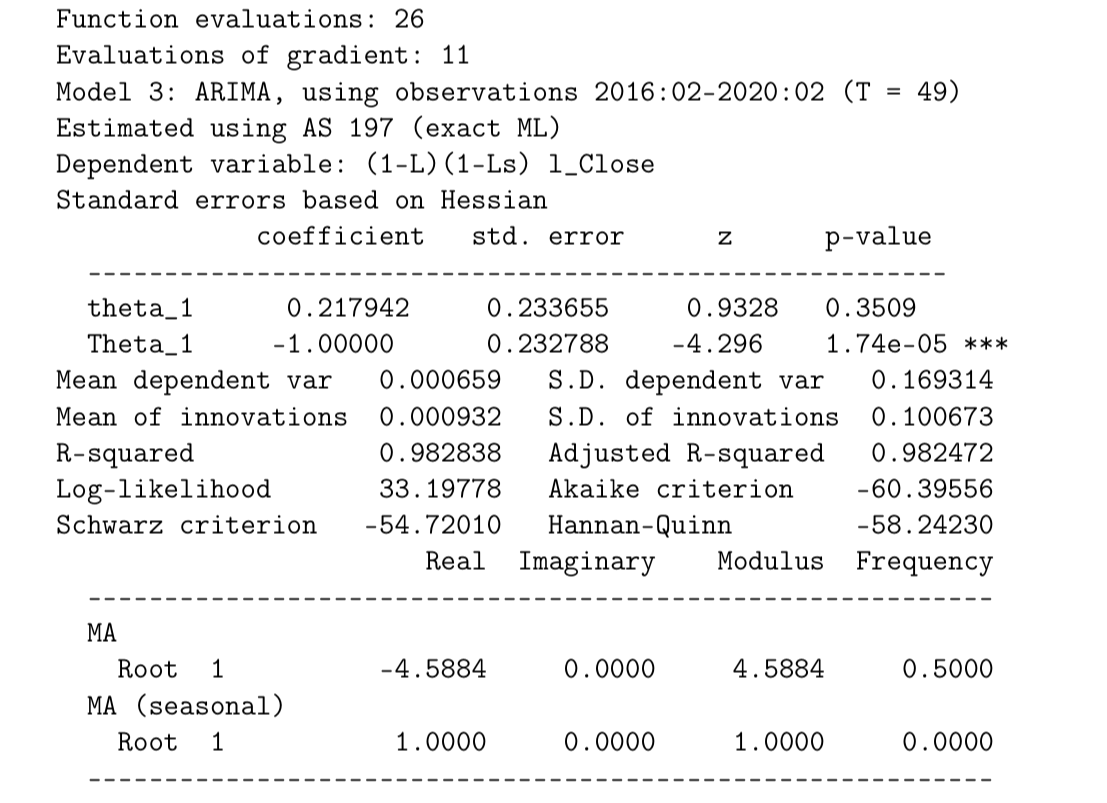 Function evaluations: 26
Evaluations of gradient: 11
Model 3: ARIMA, using observations 2016:02-2020:02 (T = 49)
Estimated using AS 197 (exact ML)
Dependent variable: (1-L)(1-Ls) l_Close
Standard errors based on Hessian
             coefficient   std. error      z      p-value
  --------------------------------------------------------
  theta_1      0.217942     0.233655     0.9328   0.3509
  Theta_1     -1.00000      0.232788    -4.296    1.74e-05 ***
Mean dependent var   0.000659   S.D. dependent var   0.169314
Mean of innovations  0.000932   S.D. of innovations  0.100673
R-squared            0.982838   Adjusted R-squared   0.982472
Log-likelihood       33.19778   Akaike criterion    -60.39556
Schwarz criterion   -54.72010   Hannan-Quinn        -58.24230
                        Real  Imaginary    Modulus  Frequency
  -----------------------------------------------------------
  MA
    Root  1          -4.5884     0.0000     4.5884     0.5000
  MA (seasonal)
    Root  1           1.0000     0.0000     1.0000     0.0000
  -----------------------------------------------------------